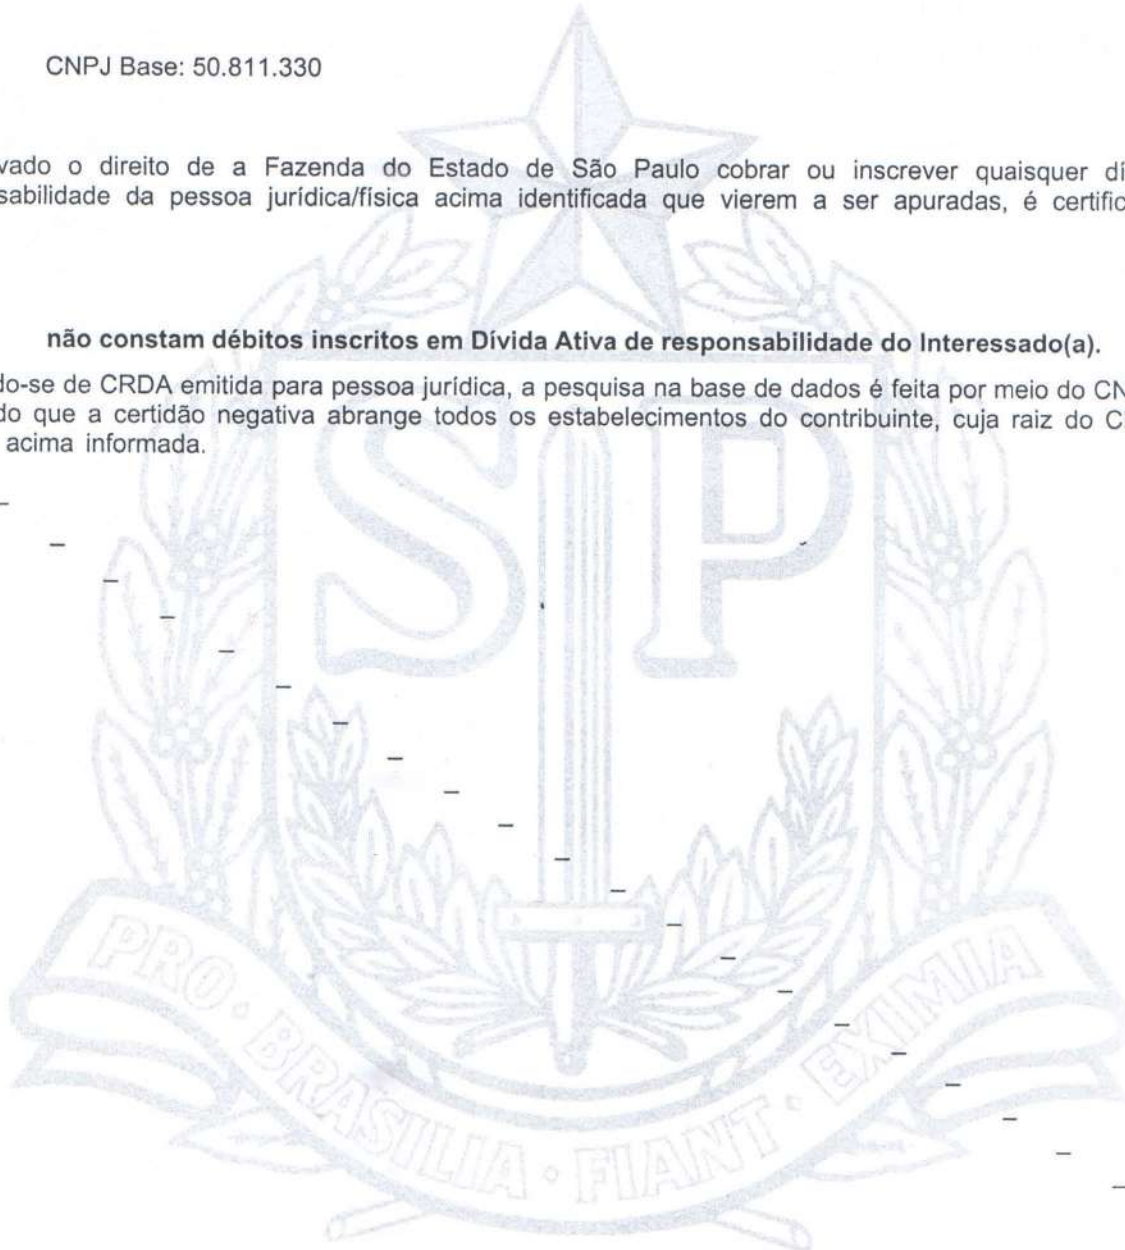 CNPJ Base: 50.811.330
vado o direito de a Fazenda do Estado de São Paulo cobrar ou inscrever quaisquer dí
sabilidade da pessoa jurídica/física acima identificada que vierem a ser apuradas, é certific
não constam débitos inscritos em Dívida Ativa de responsabilidade do Interessado(a).
do-se de CRDA emitida para pessoa jurídica, a pesquisa na base de dados é feita por meio do CN
do que a certidão negativa abrange todos os estabelecimentos do contribuinte, cuja raiz do C
acima informada.
SP
PRO · BRASILIA · FIANT · EXIMIA